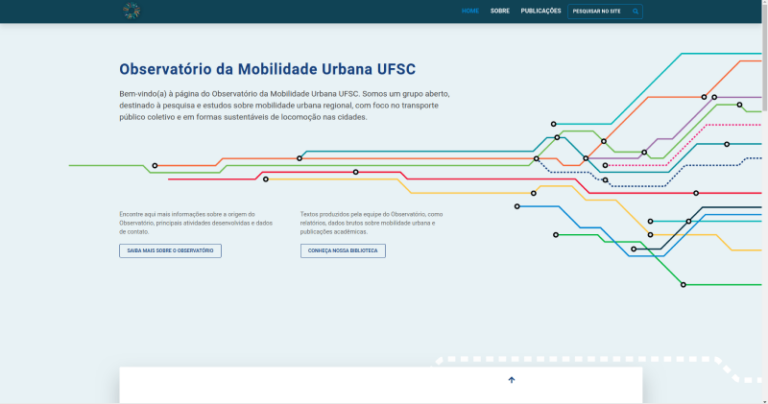 HOME SOBRE PUBLICAÇÕES PESQUISAR NO SITE
Observatório da Mobilidade Urbana UFSC
Bem-vindo(a) à página do Observatório da Mobilidade Urbana UFSC. Somos um grupo aberto,
destinado à pesquisa e estudos sobre mobilidade urbana regional, com foco no transporte
público coletivo e em formas sustentáveis de locomoção nas cidades.
Encontre aqui mais informações sobre a origem do
Observatório, principais atividades desenvolvidas e dados
de contato.
SAIBA MAIS SOBRE O OBSERVATÓRIO
Textos produzidos pela equipe do Observatório, como
relatórios, dados brutos sobre mobilidade urbana e
publicações acadêmicas.
CONHEÇA NOSSA BIBLIOTECA